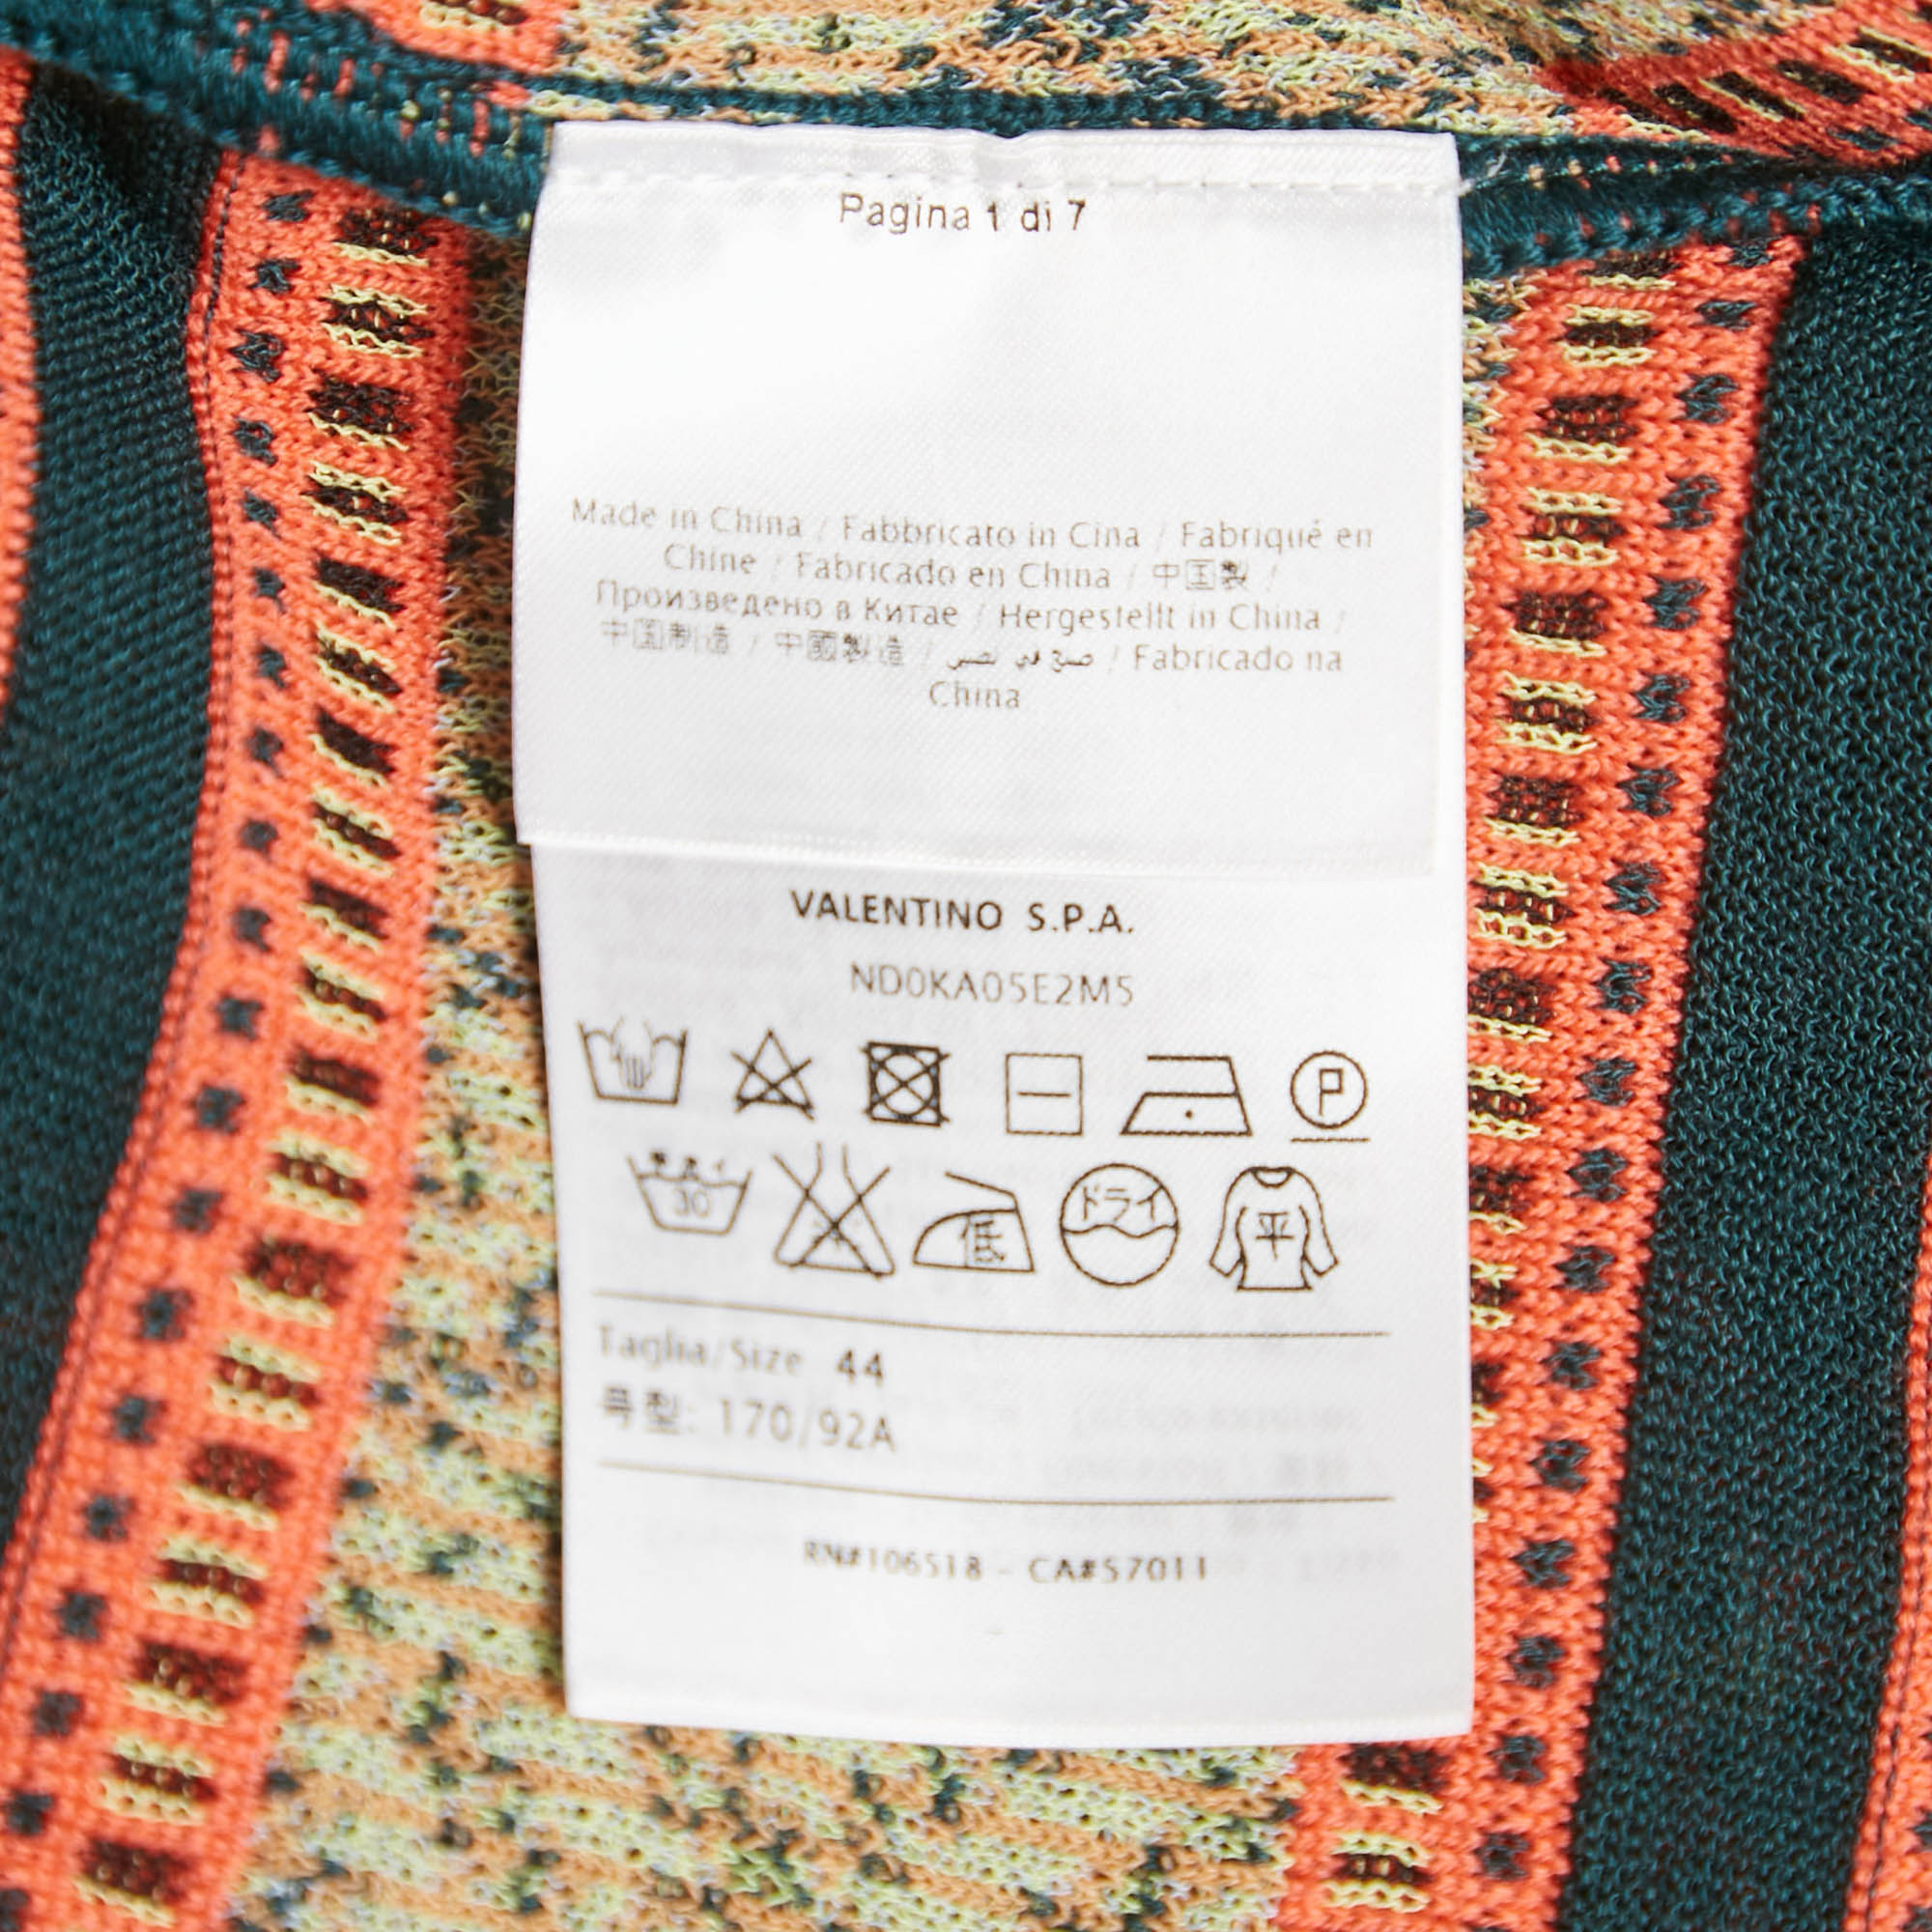 Pagina 1 di 7
Made in China / Fabbricato in Cina / Fabriqué en
Chine / Fabricado en China / 中国製 /
Произведено в Китае / Hergestellt in China /
中国制造 / 中國製造 / صنع في الصين / Fabricado na
China
VALENTINO S.P.A.
ND0KA05E2M5
P
30
低 ドライ 平
Taglia/Size 44
号型: 170/92A
RN#106518 - CA#57011